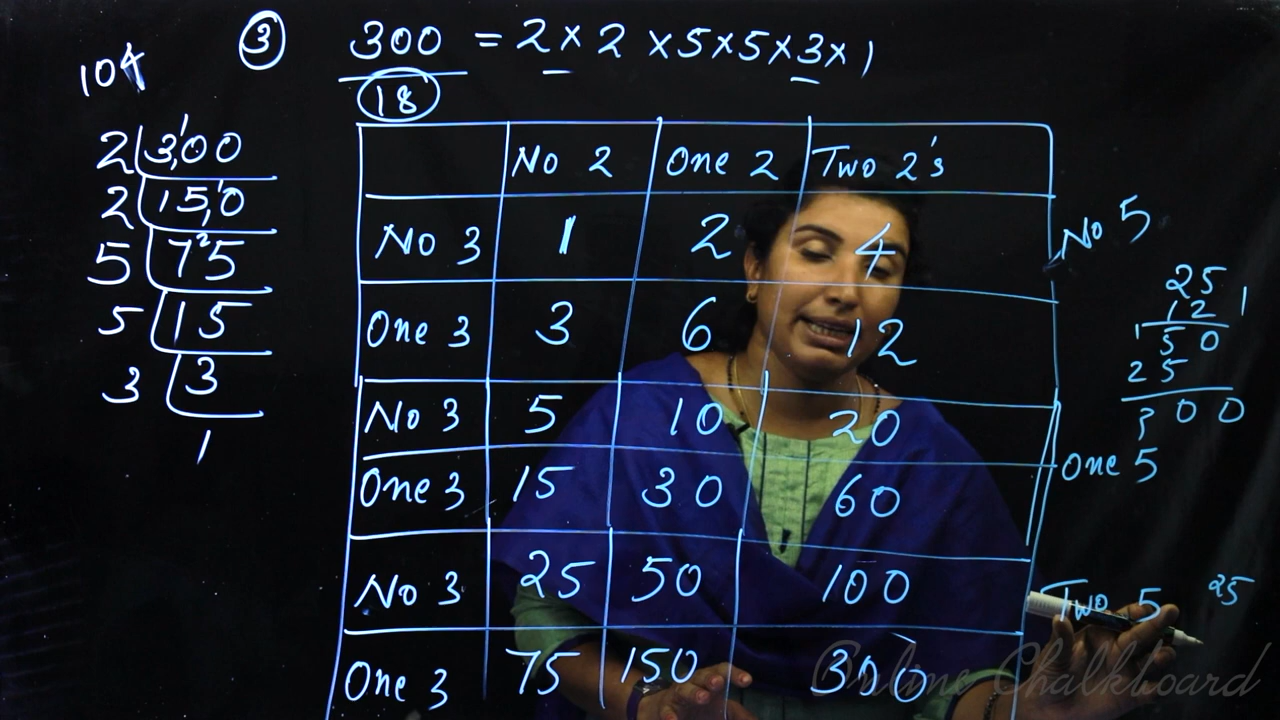 ③ 300 = 2 × 2 × 5 × 5 × 3 × 1
18
2 | 300
2 | 150
5 | 75
5 | 15
3 | 3
1
No 2 One 2 Two 2's
No 3 1 2 4 No 5
One 3 3 6 12
No 3 5 10 20
One 3 15 30 60 One 5
No 3 25 50 100 Two 5
One 3 75 150 300
25
12
50
25
300
25
Online Chalkboard